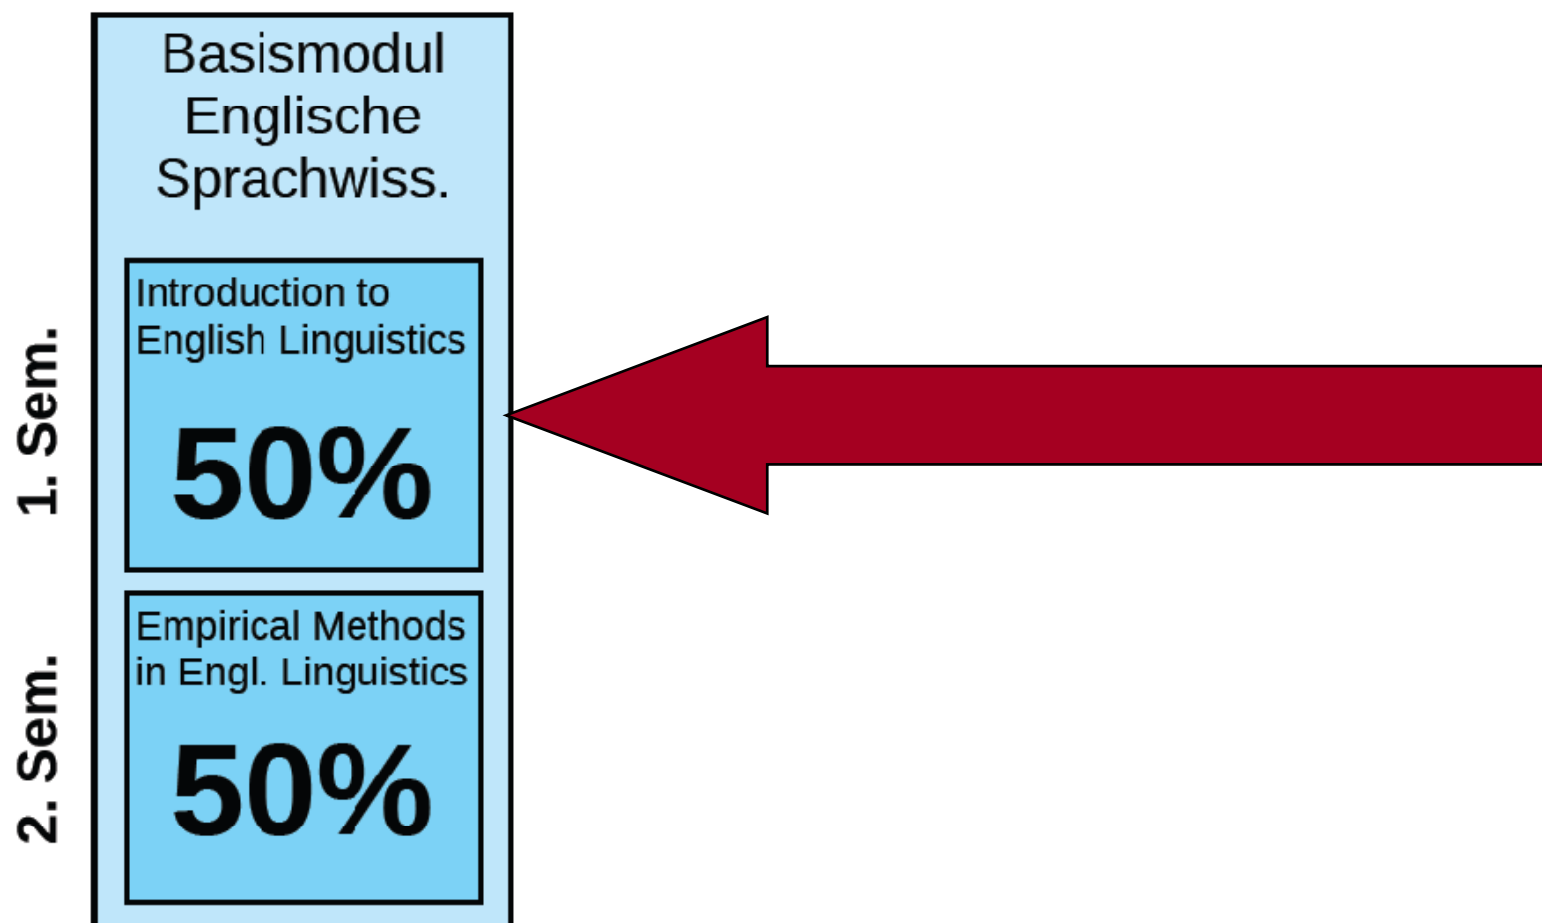 Basismodul
Englische
Sprachwiss.
1. Sem.
Introduction to
English Linguistics
50%
2. Sem.
Empirical Methods
in Engl. Linguistics
50%